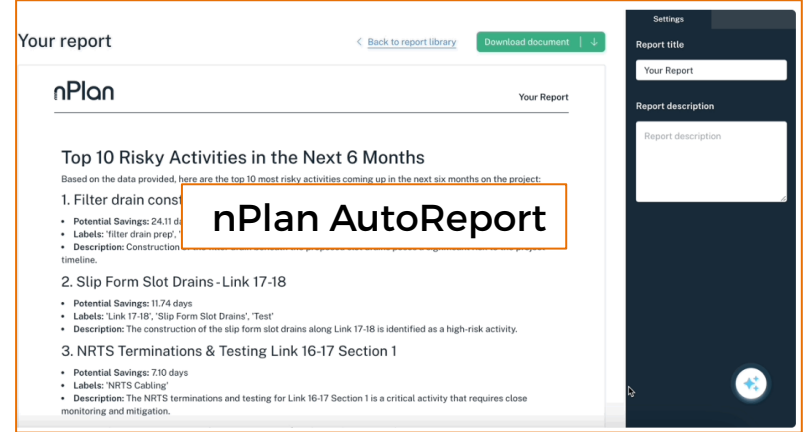 Settings
Your report
< Back to report library
Download document
Report title
Your Report
nPlan
Your Report
Report description
Report description
Top 10 Risky Activities in the Next 6 Months
Based on the data provided, here are the top 10 most risky activities coming up in the next six months on the project:
1. Filter drain const
nPlan AutoReport
• Potential Savings: 24.11 da
• Labels: 'filter drain prep', '
• Description: Construction
timeline.
2. Slip Form Slot Drains - Link 17-18
• Potential Savings: 11.74 days
• Labels: 'Link 17-18', 'Slip Form Slot Drains', 'Test'
• Description: The construction of the slip form slot drains along Link 17-18 is identified as a high-risk activity.
3. NRTS Terminations & Testing Link 16-17 Section 1
• Potential Savings: 7.10 days
• Labels: 'NRTS Cabling'
• Description: The NRTS terminations and testing for Link 16-17 Section 1 is a critical activity that requires close
monitoring and mitigation.